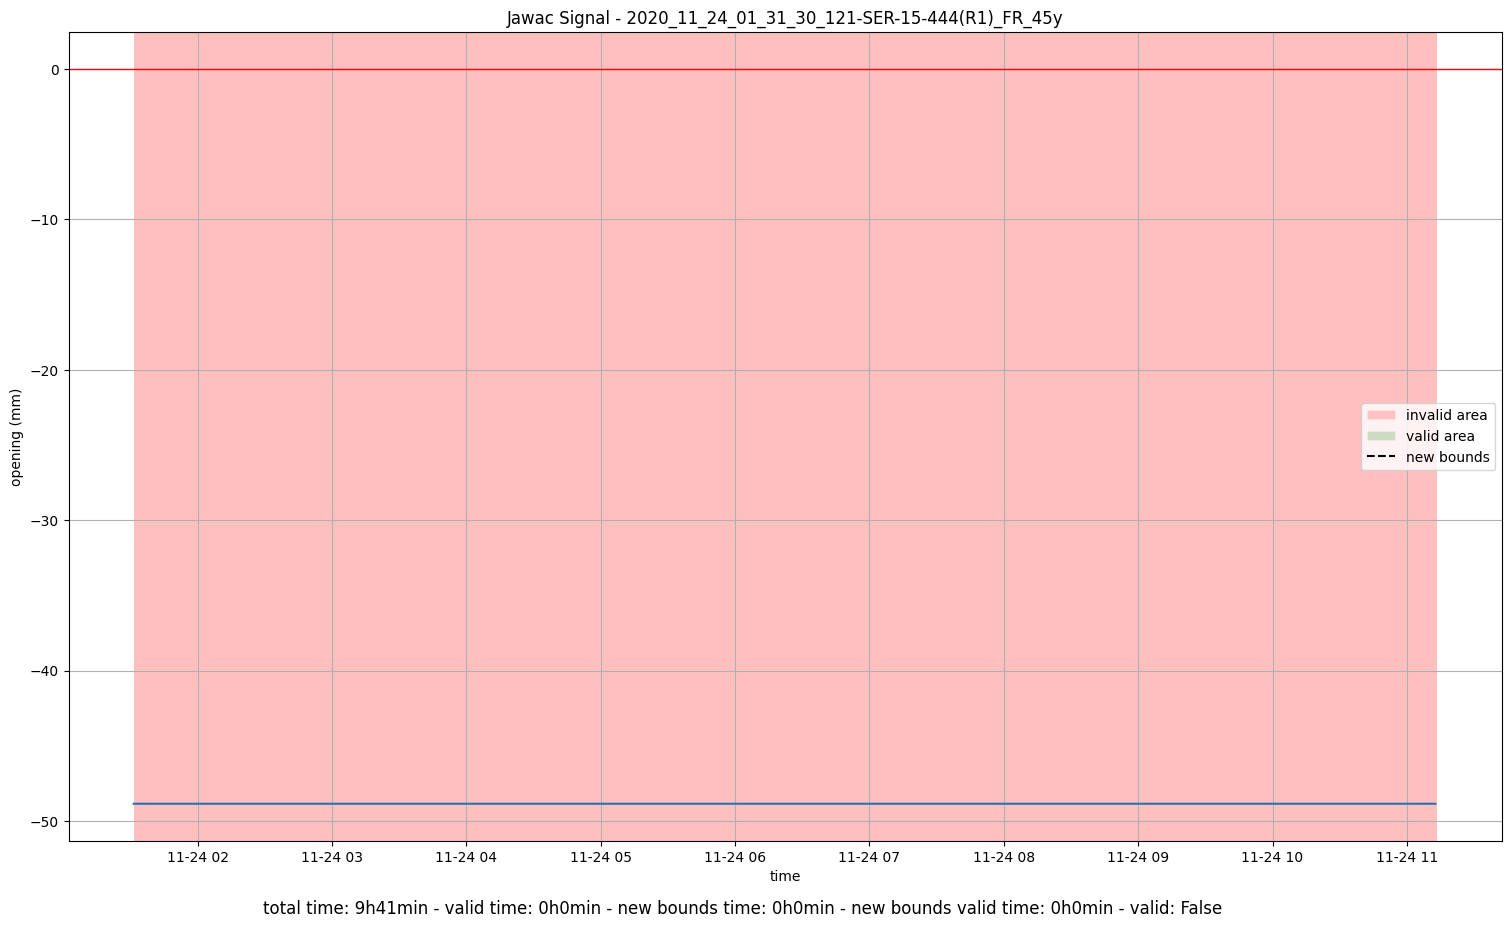 Jawac Signal - 2020_11_24_01_31_30_121-SER-15-444(R1)_FR_45y
0
−10
−20
−30
−40
−50
opening (mm)
invalid area
valid area
new bounds
11-24 02 11-24 03 11-24 04 11-24 05 11-24 06 11-24 07 11-24 08 11-24 09 11-24 10 11-24 11
time
total time: 9h41min - valid time: 0h0min - new bounds time: 0h0min - new bounds valid time: 0h0min - valid: False